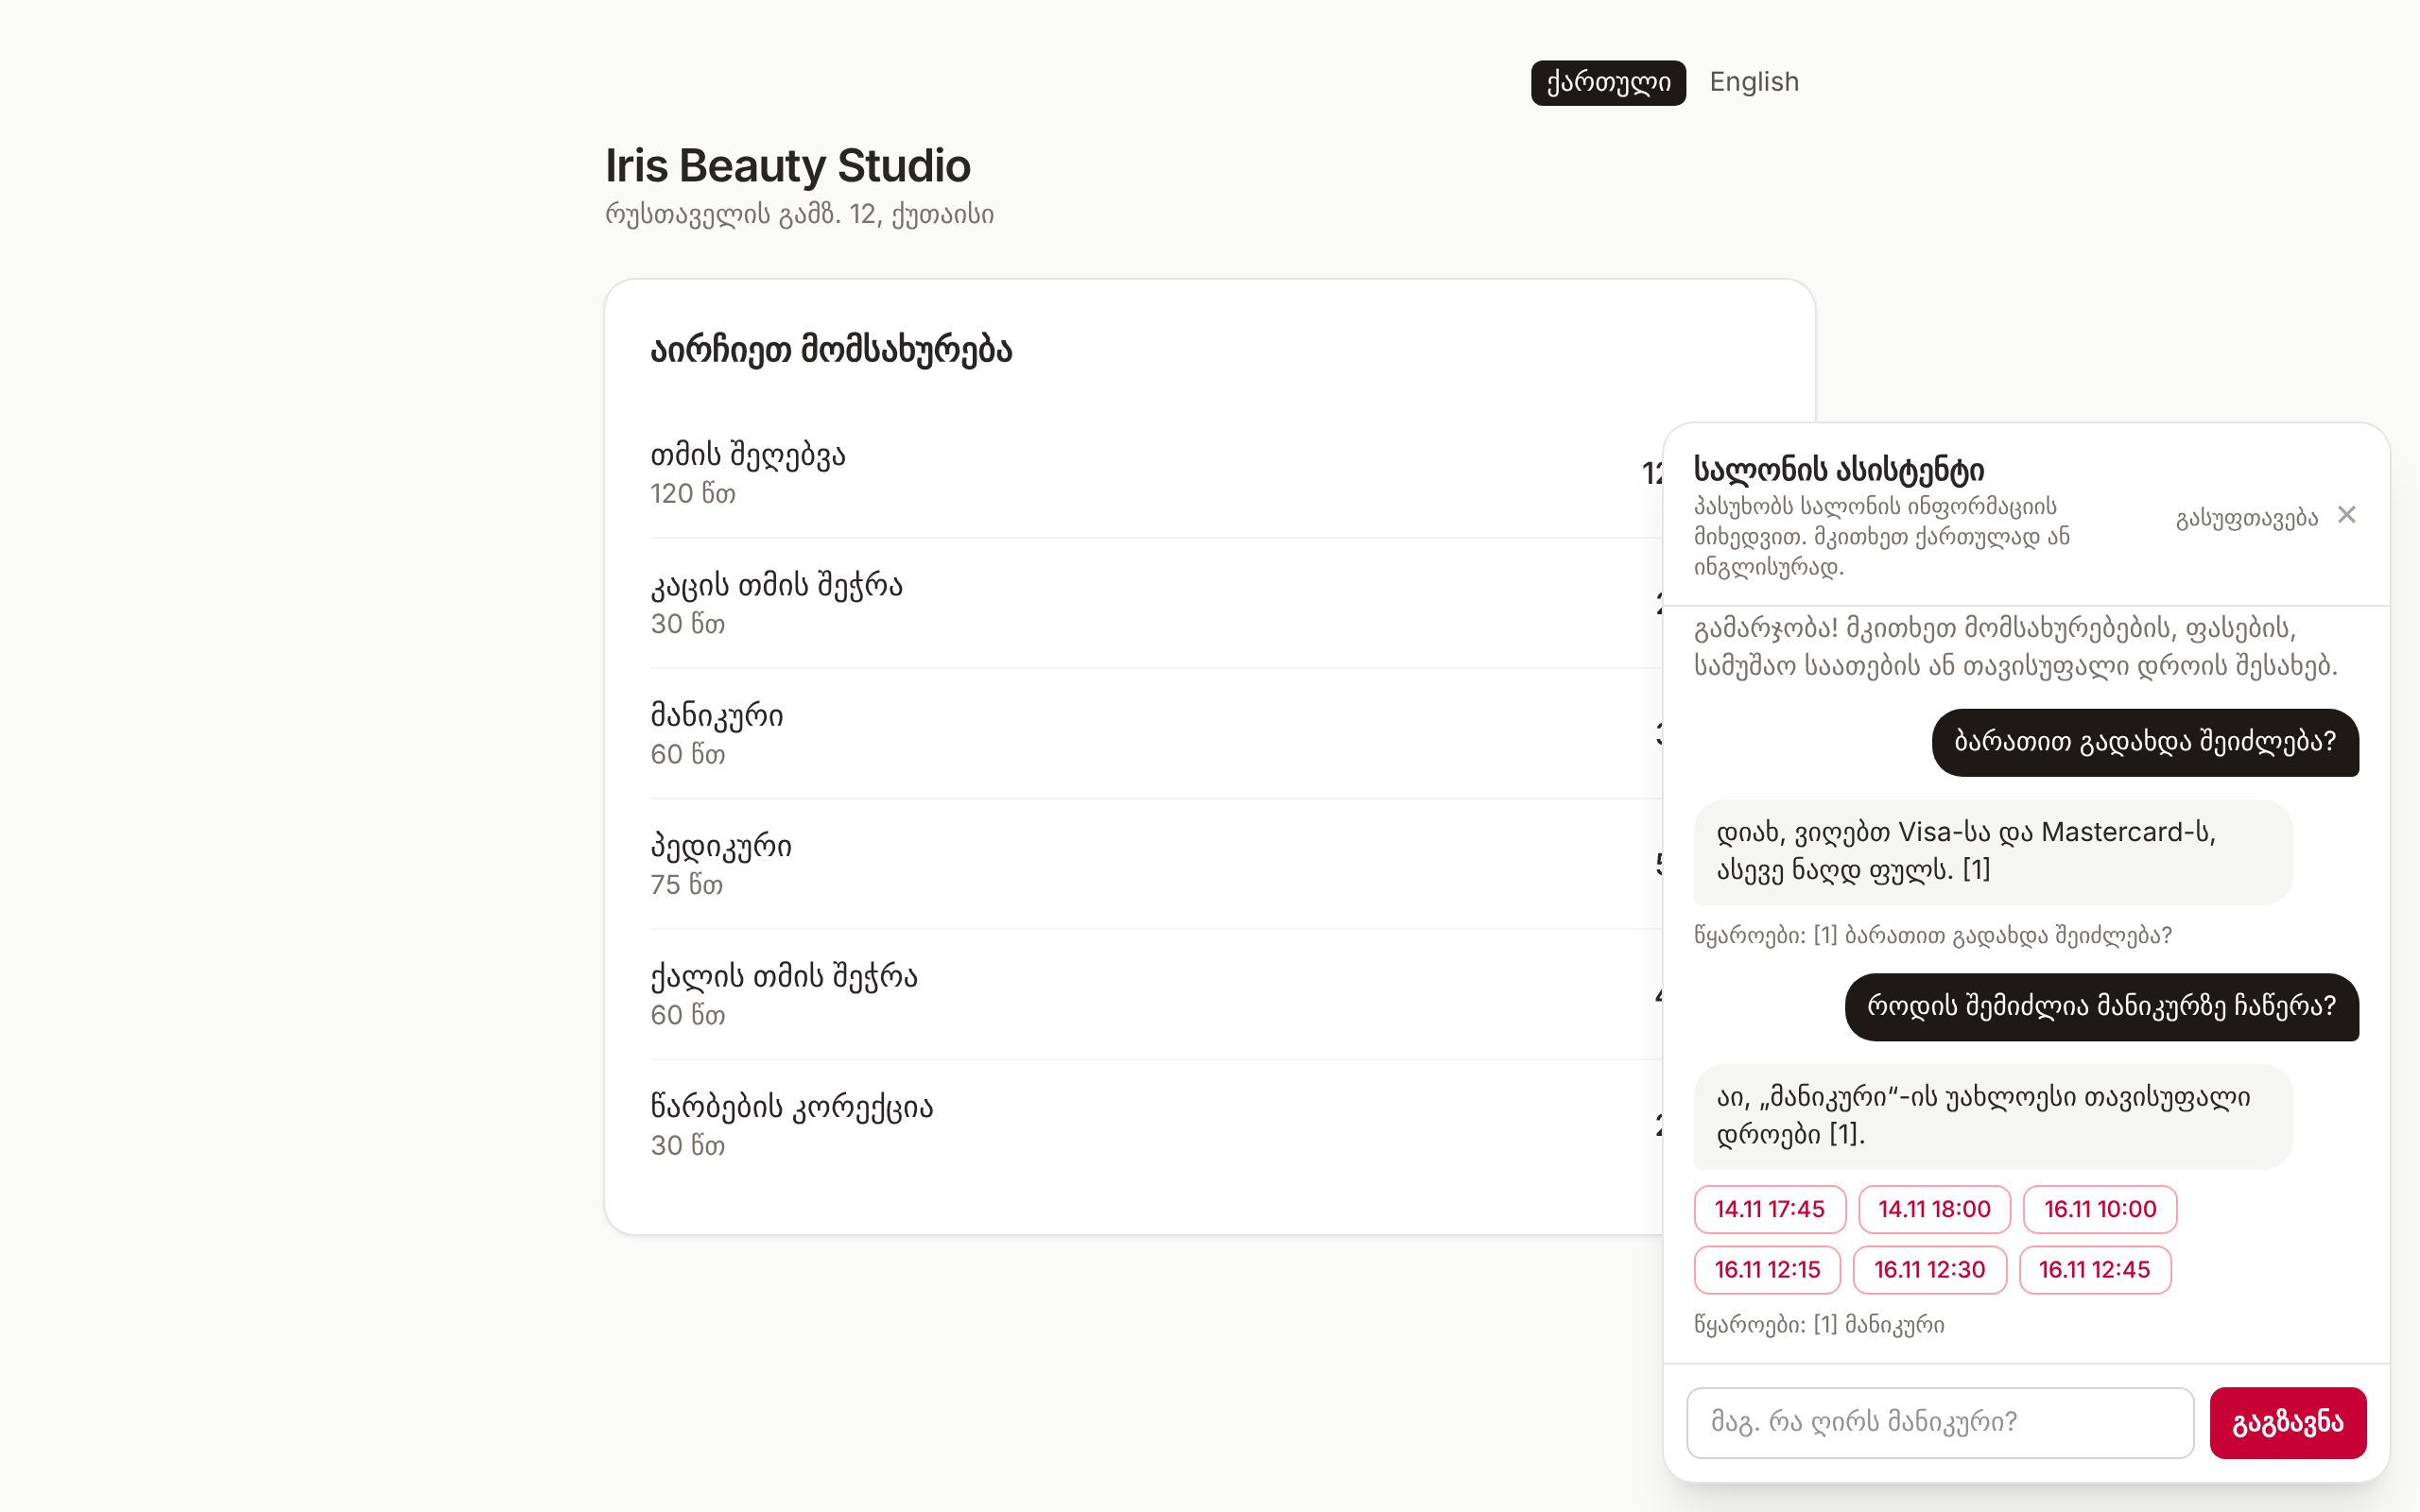 ქართული English
Iris Beauty Studio
რუსთაველის გამზ. 12, ქუთაისი
აირჩიეთ მომსახურება
თმის შეღებვა
120 წთ
კაცის თმის შეჭრა
30 წთ
მანიკური
60 წთ
პედიკური
75 წთ
ქალის თმის შეჭრა
60 წთ
წარბების კორექცია
30 წთ
სალონის ასისტენტი
პასუხობს სალონის ინფორმაციის
მიხედვით. მკითხეთ ქართულად ან
ინგლისურად.
გასუფთავება ✕
გამარჯობა! მკითხეთ მომსახურებების, ფასების,
სამუშაო საათების ან თავისუფალი დროის შესახებ.
ბარათით გადახდა შეიძლება?
დიახ, ვიღებთ Visa-სა და Mastercard-ს,
ასევე ნაღდ ფულს. [1]
წყაროები: [1] ბარათით გადახდა შეიძლება?
როდის შემიძლია მანიკურზე ჩაწერა?
აი, „მანიკური“-ის უახლოესი თავისუფალი
დროები [1].
14.11 17:45 14.11 18:00 16.11 10:00
16.11 12:15 16.11 12:30 16.11 12:45
წყაროები: [1] მანიკური
მაგ. რა ღირს მანიკური?
გაგზავნა